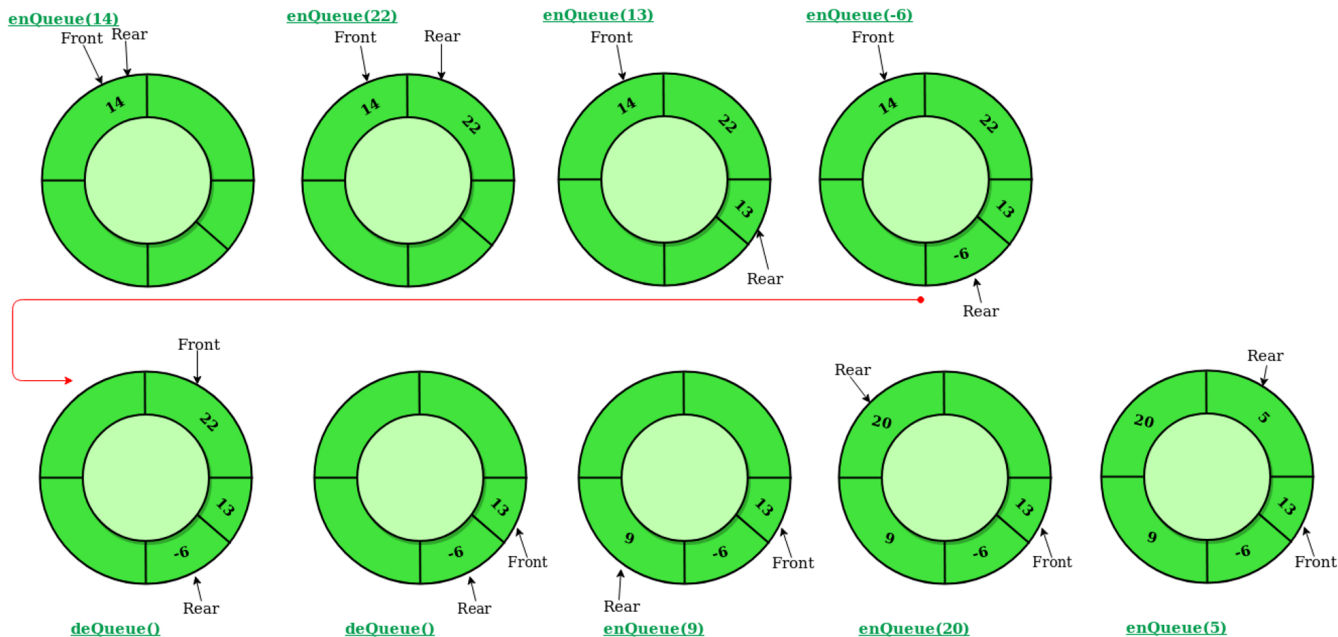 enQueue(14)
Front Rear
14
enQueue(22)
Front Rear
14
22
enQueue(13)
Front
14
22
13
Rear
enQueue(-6)
Front
14
22
13
-6
Rear
Front
22
13
-6
Rear
deQueue()
13
-6
Front
Rear
deQueue()
13
9
-6
Front
Rear
enQueue(9)
Rear
20
13
9
-6
Front
enQueue(20)
Rear
20
5
13
9
-6
Front
enQueue(5)